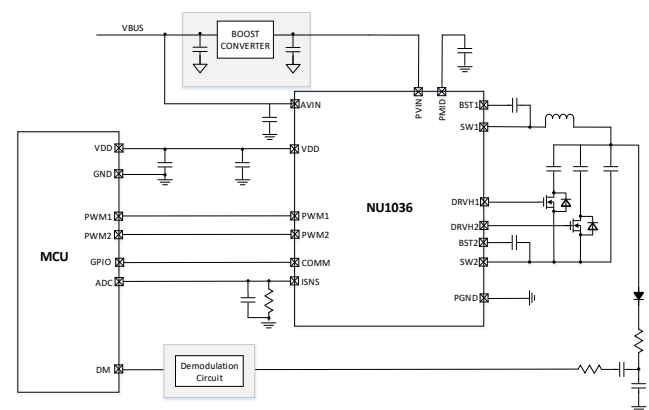 VBUS
BOOST
CONVERTER
AVIN
PVIN
PMID
BST1
SW1
VDD
VDD
GND
NU1036
DRVH1
PWM1
PWM1
DRVH2
PWM2
PWM2
BST2
MCU
GPIO
COMM
SW2
ADC
ISNS
PGND
DM
Demodulation
Circuit